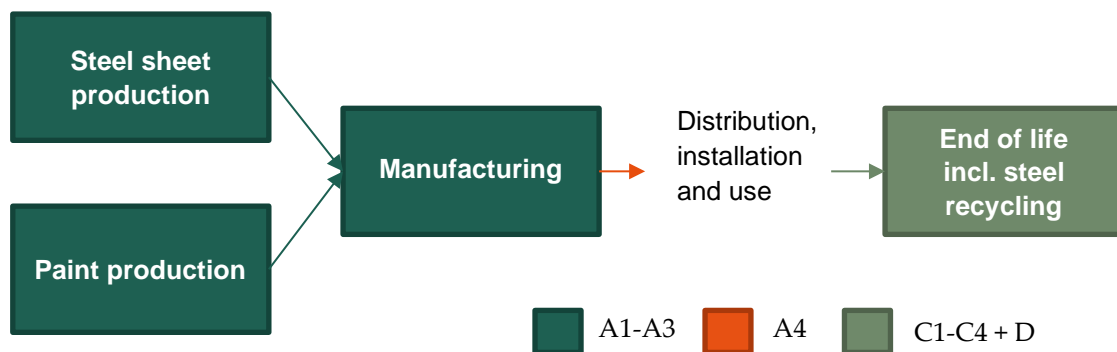 Steel sheet
production
Paint production
Manufacturing
Distribution,
installation
and use
End of life
incl. steel
recycling
A1-A3
A4
C1-C4 + D